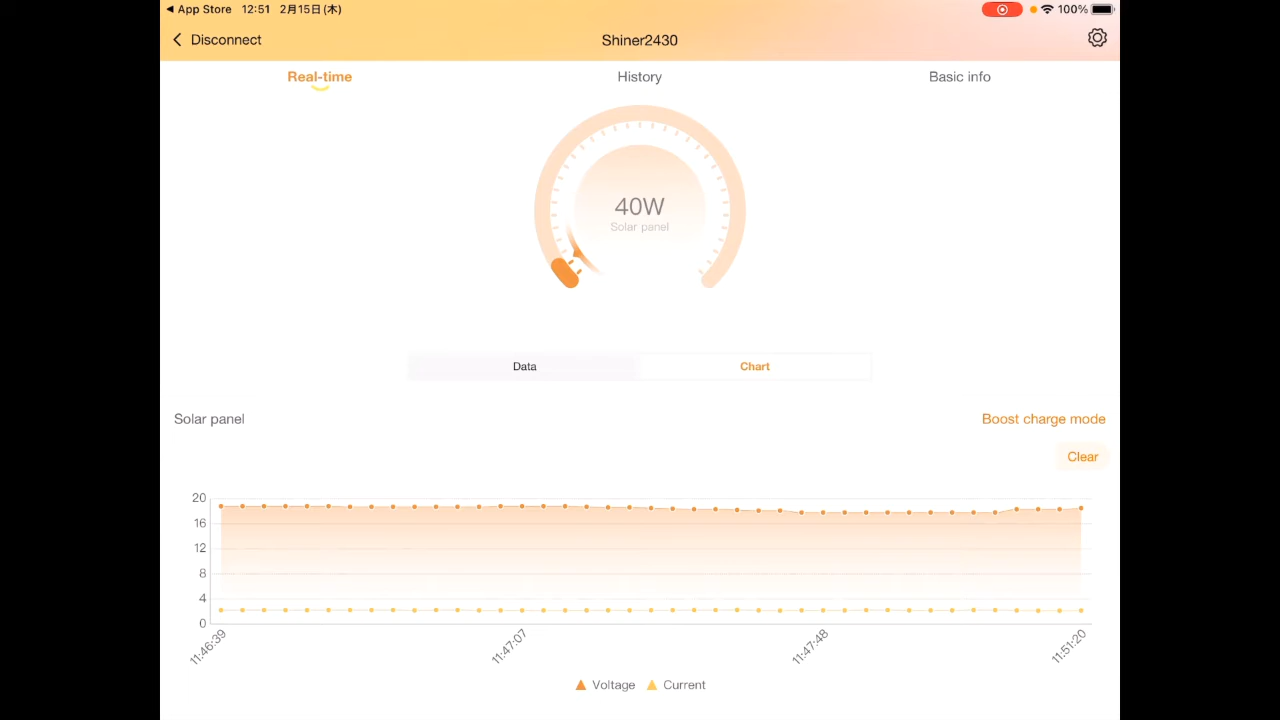 ◀ App Store 12:51 2月15日(木) 100%
Disconnect Shiner2430
Real-time History Basic info
40W
Solar panel
Data Chart
Solar panel Boost charge mode
Clear
20
16
12
8
4
0
11:46:39 11:47:07 11:47:48 11:51:20
Voltage Current